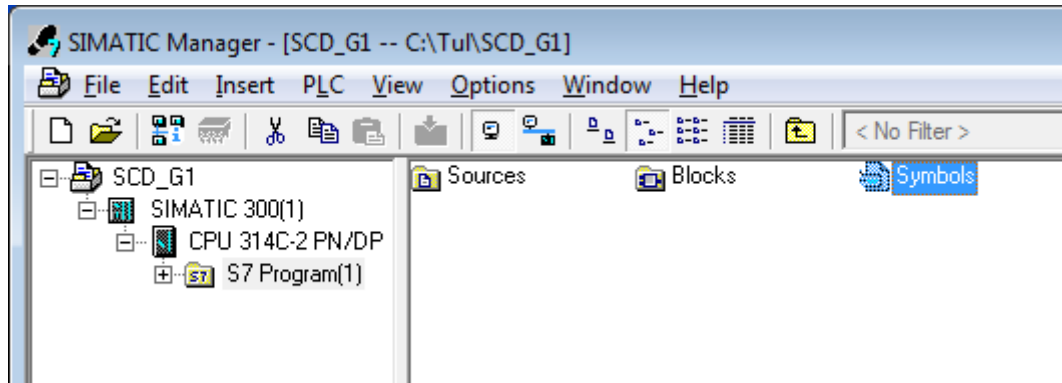 SIMATIC Manager - [SCD_G1 -- C:\Tul\SCD_G1]
File Edit Insert PLC View Options Window Help
< No Filter >
SCD_G1
SIMATIC 300(1)
CPU 314C-2 PN/DP
S7 Program(1)
Sources Blocks Symbols